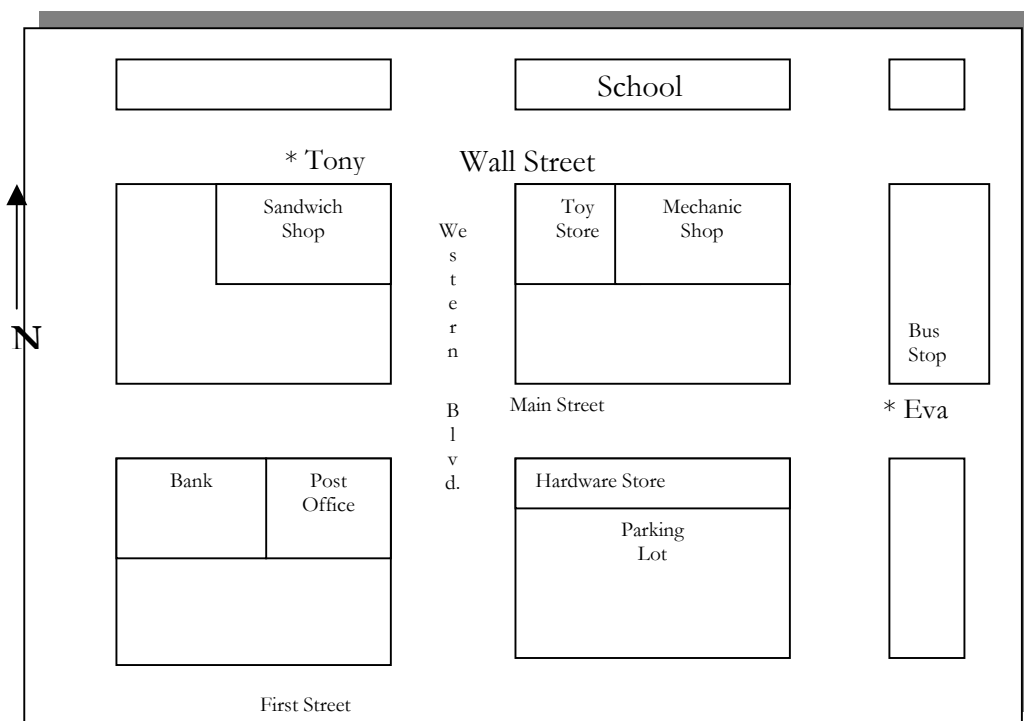 School
* Tony
Wall Street
Sandwich
Shop
Toy
Store
Mechanic
Shop
We
s
t
e
r
n
B
l
v
d.
N
Bus
Stop
Main Street
* Eva
Bank
Post
Office
Hardware Store
Parking
Lot
First Street